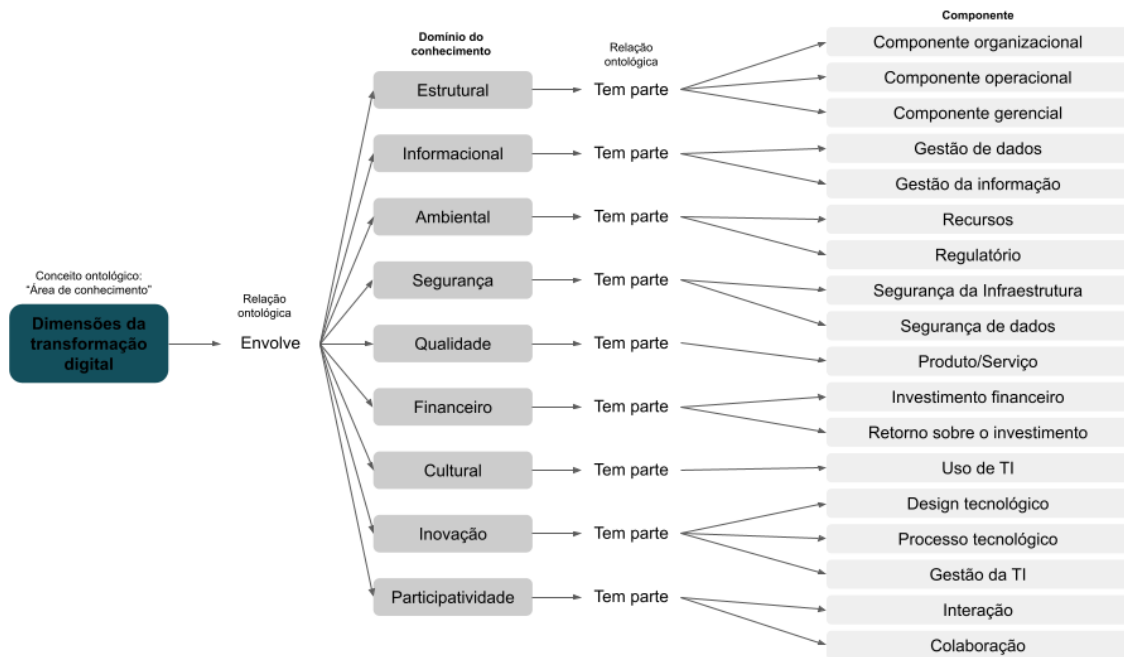 Componente
Domínio do
conhecimento
Relação
ontológica
Componente organizacional
Estrutural
Tem parte
Componente operacional
Componente gerencial
Informacional
Tem parte
Gestão de dados
Gestão da informação
Ambiental
Tem parte
Recursos
Regulatório
Conceito ontológico:
“Área de conhecimento”
Dimensões da
transformação
digital
Relação
ontológica
Envolve
Segurança
Tem parte
Segurança da Infraestrutura
Segurança de dados
Qualidade
Tem parte
Produto/Serviço
Financeiro
Tem parte
Investimento financeiro
Retorno sobre o investimento
Cultural
Tem parte
Uso de TI
Inovação
Tem parte
Design tecnológico
Processo tecnológico
Gestão da TI
Participatividade
Tem parte
Interação
Colaboração